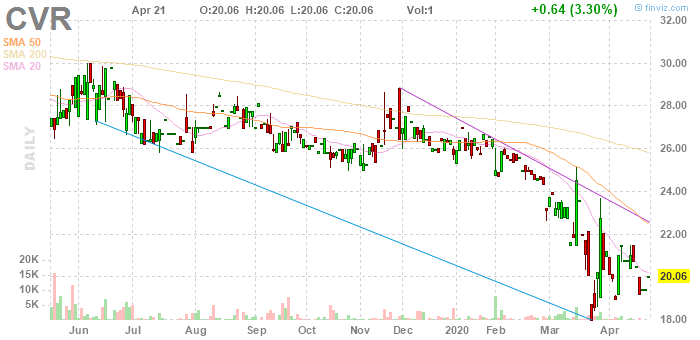 CVR
Apr 21
O:20.06 H:20.06 L:20.06 C:20.06
Vol:1
+0.64 (3.30%)
© finviz.com
SMA 50
SMA 200
SMA 20
DAILY
32.00
30.00
28.00
26.00
24.00
22.00
20.06
18.00
20K
15K
10K
5K
Jun Jul Aug Sep Oct Nov Dec 2020 Feb Mar Apr